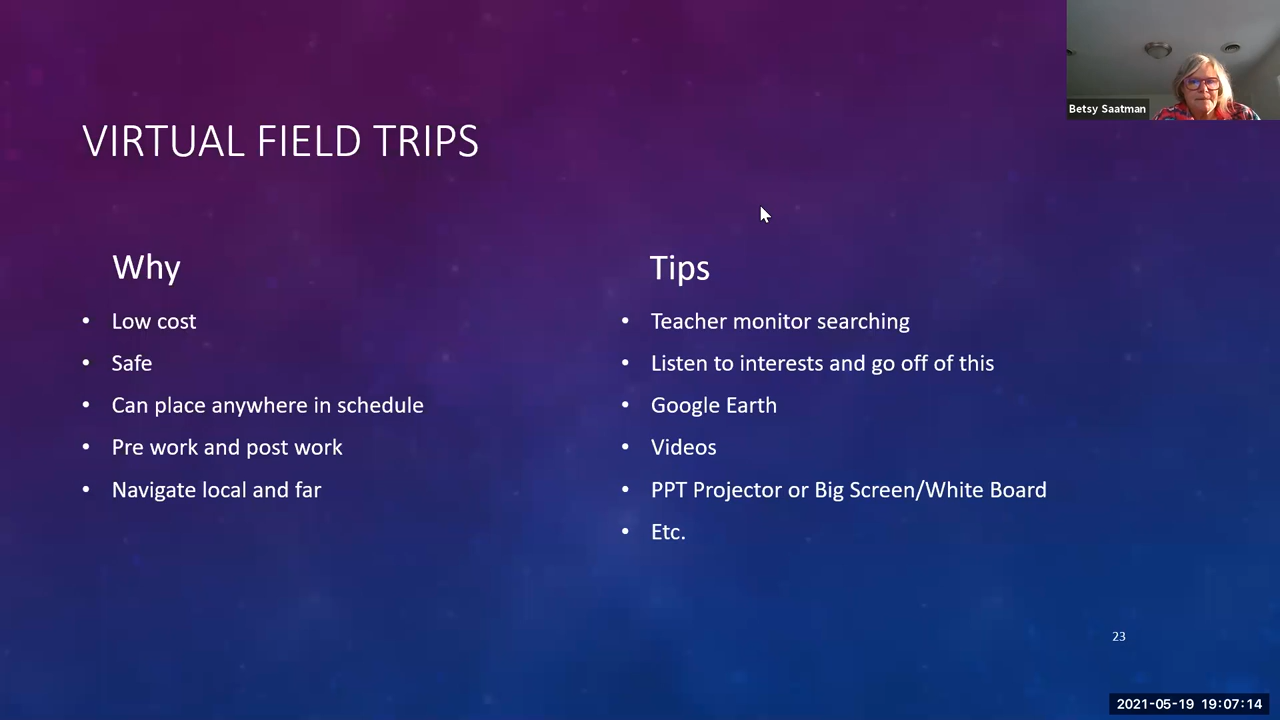 Betsy Saatman
VIRTUAL FIELD TRIPS
Why
• Low cost
• Safe
• Can place anywhere in schedule
• Pre work and post work
• Navigate local and far
Tips
• Teacher monitor searching
• Listen to interests and go off of this
• Google Earth
• Videos
• PPT Projector or Big Screen/White Board
• Etc.
23
2021-05-19 19:07:14